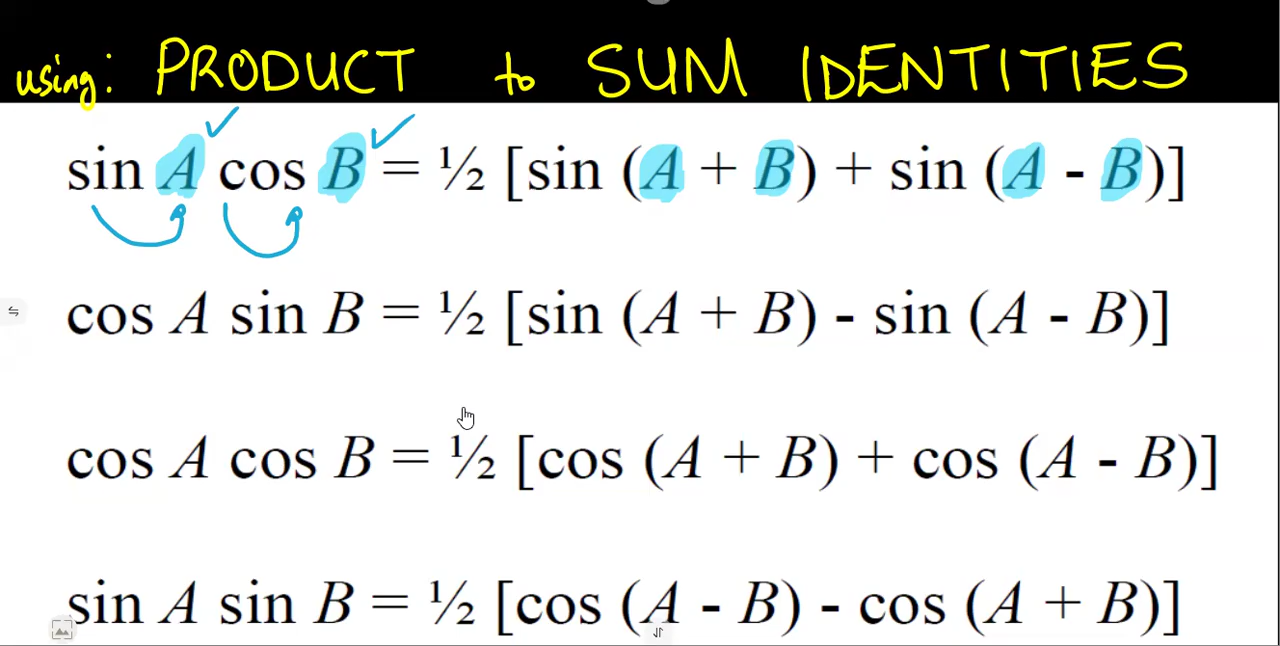 using: PRODUCT to SUM IDENTITIES
sin A cos B = ½ [sin (A + B) + sin (A - B)]
cos A sin B = ½ [sin (A + B) - sin (A - B)]
cos A cos B = ½ [cos (A + B) + cos (A - B)]
sin A sin B = ½ [cos (A - B) - cos (A + B)]